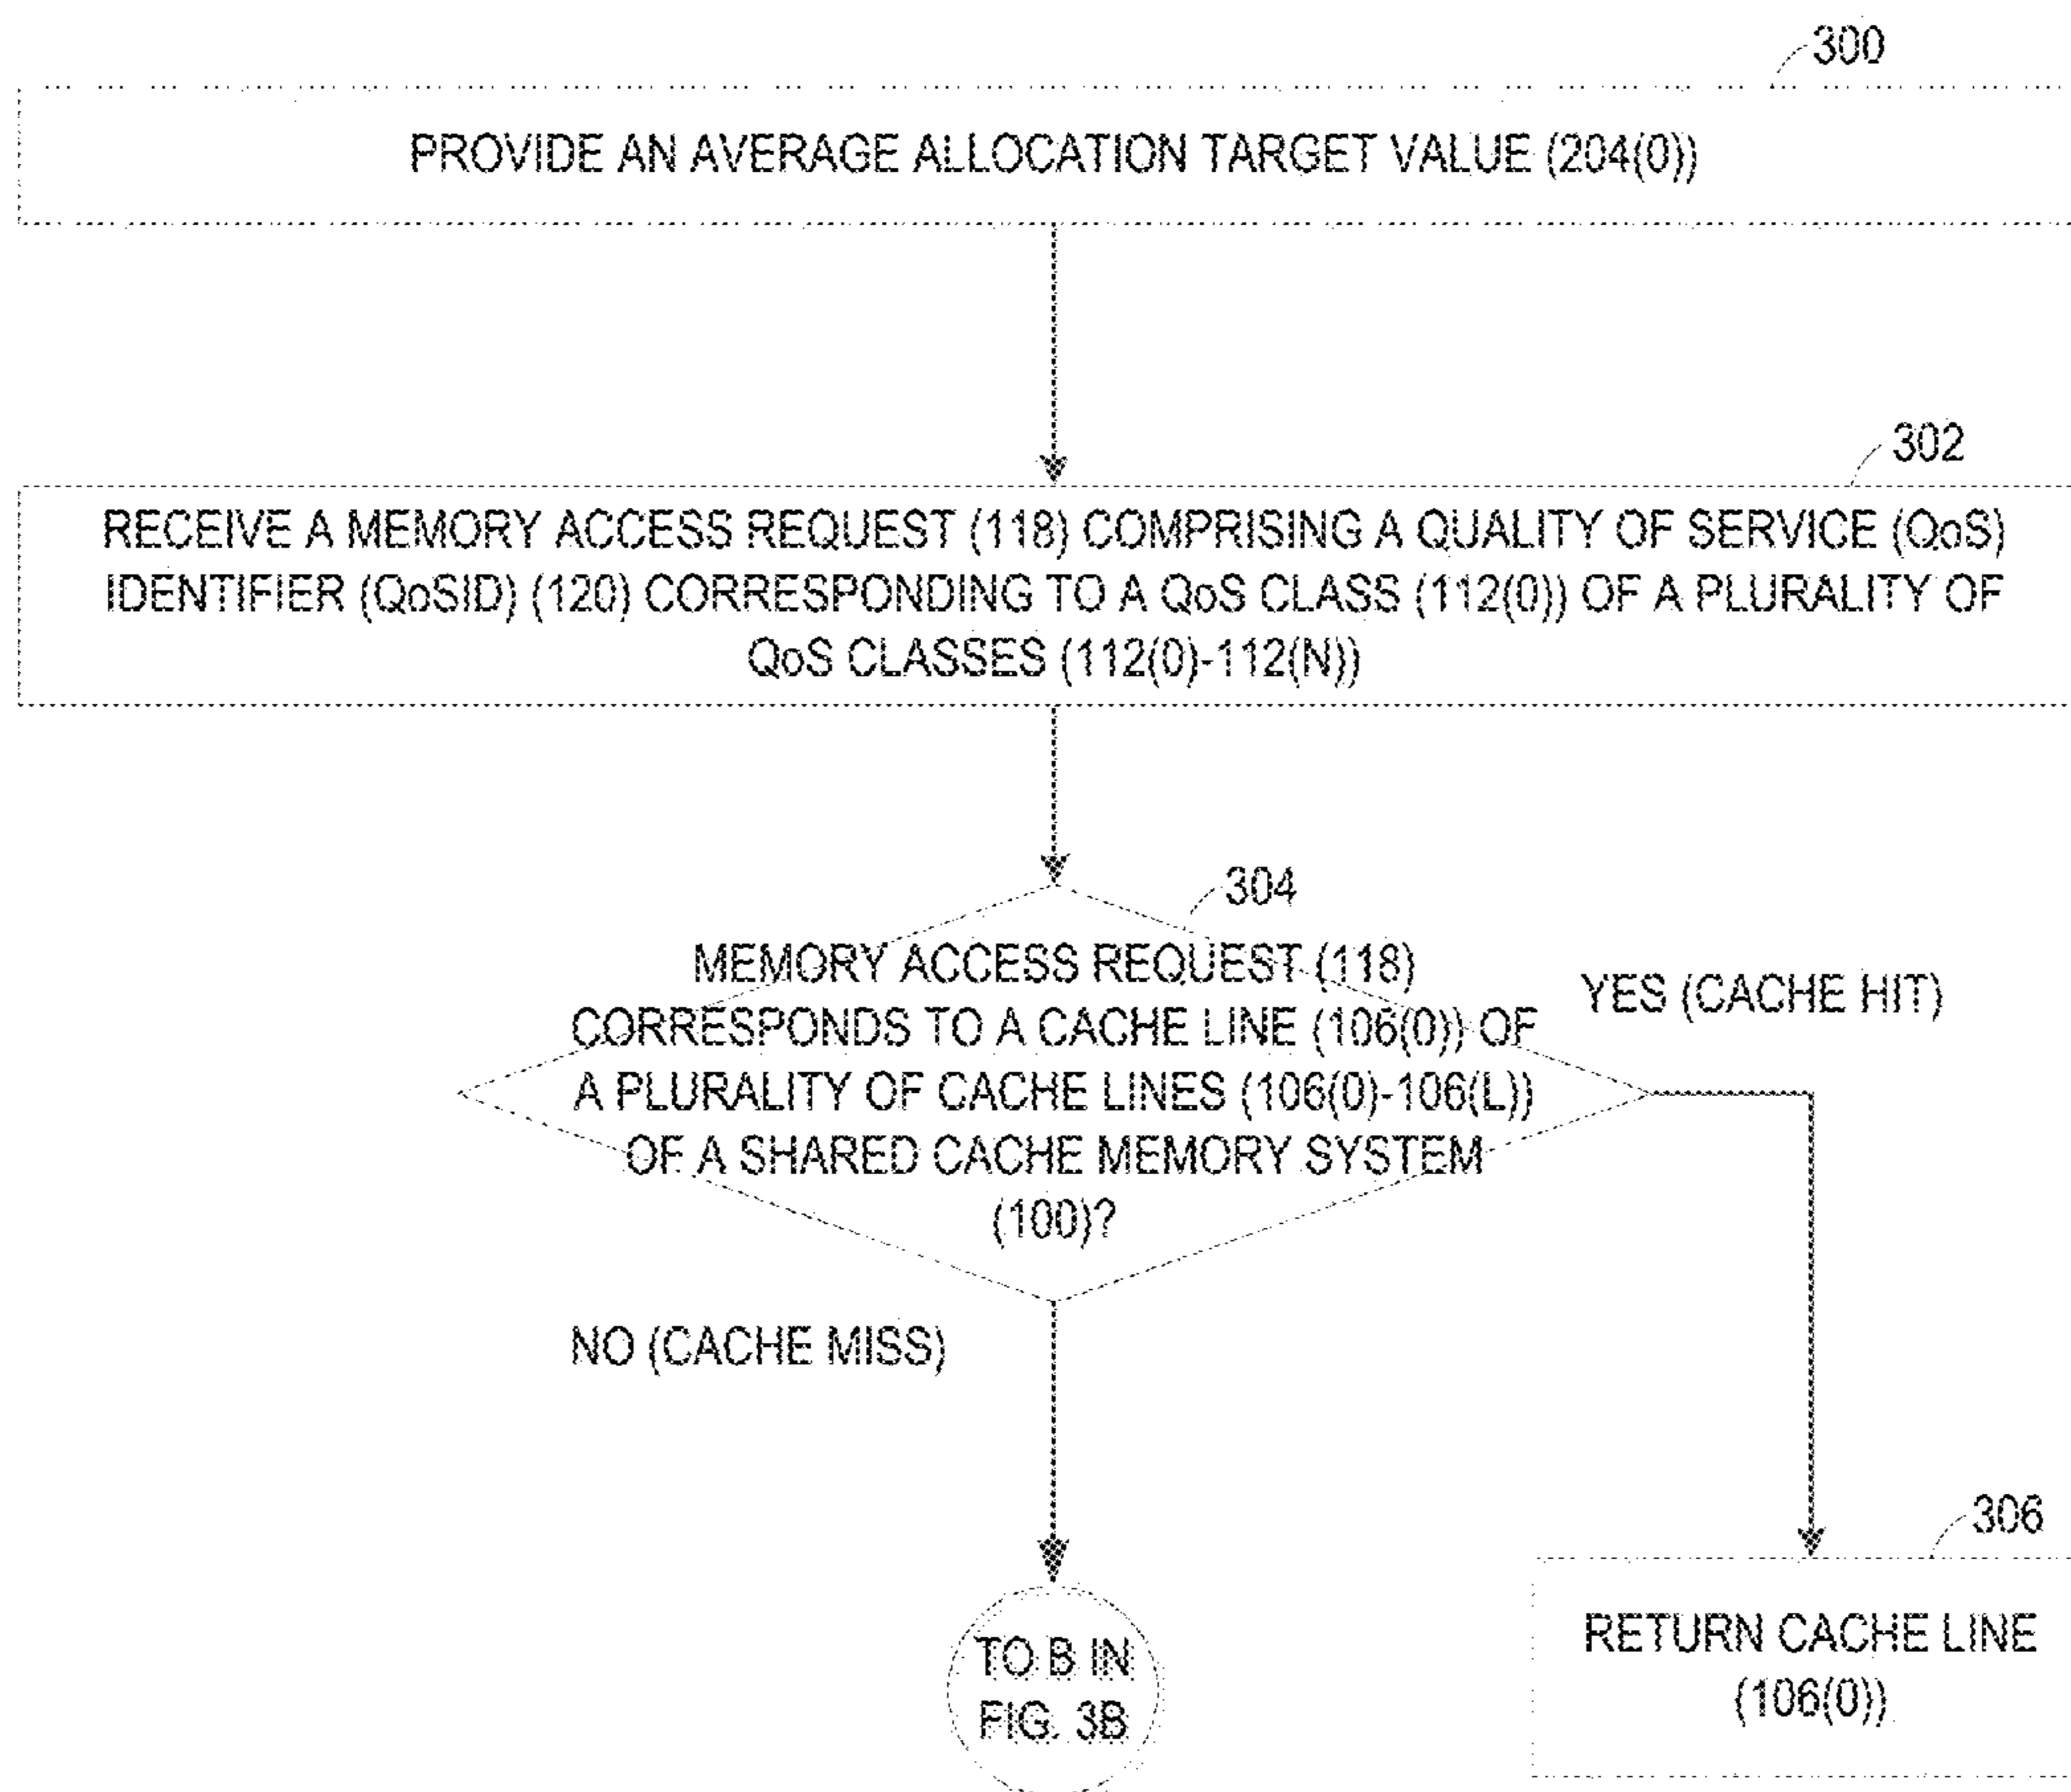 300
PROVIDE AN AVERAGE ALLOCATION TARGET VALUE (204(0))
302
RECEIVE A MEMORY ACCESS REQUEST (118) COMPRISING A QUALITY OF SERVICE (QoS)
IDENTIFIER (QoSID) (120) CORRESPONDING TO A QoS CLASS (112(0)) OF A PLURALITY OF
QoS CLASSES (112(0)-112(N))
304
MEMORY ACCESS REQUEST (118)
CORRESPONDS TO A CACHE LINE (106(0)) OF
A PLURALITY OF CACHE LINES (106(0)-106(L))
OF A SHARED CACHE MEMORY SYSTEM
(100)?
YES (CACHE HIT)
NO (CACHE MISS)
306
RETURN CACHE LINE
(106(0))
TO B IN
FIG. 3B